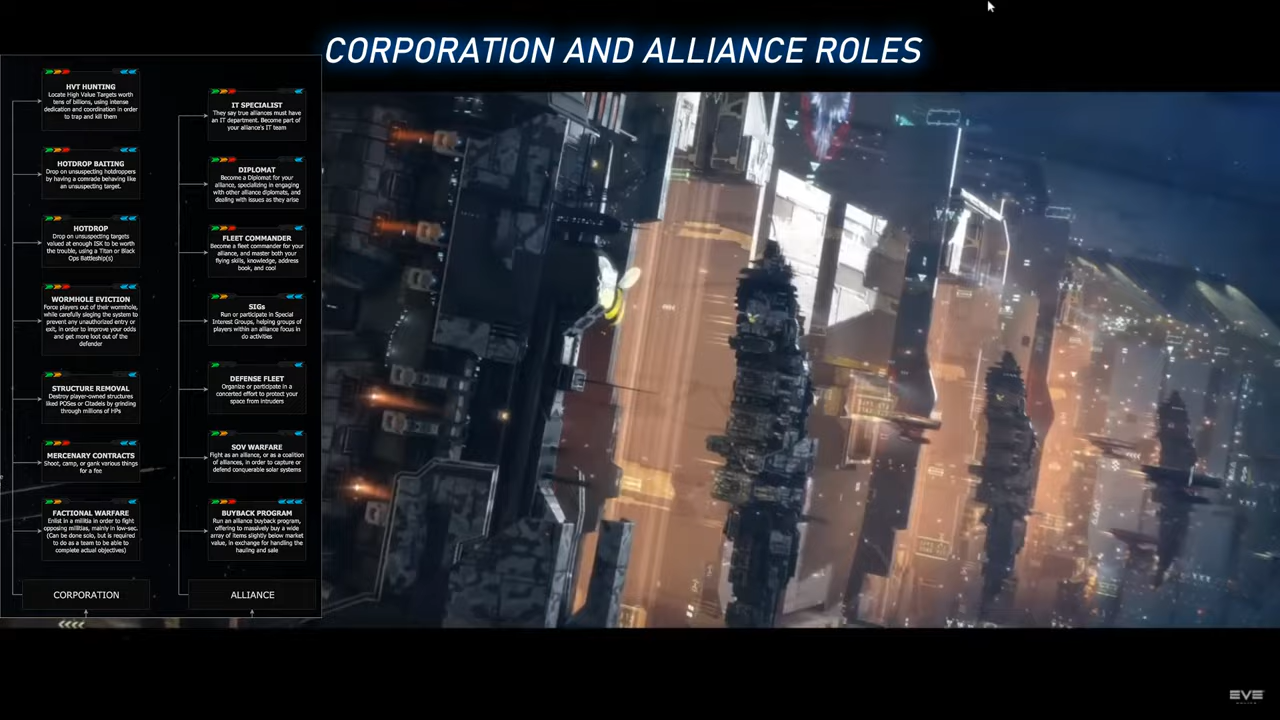 CORPORATION AND ALLIANCE ROLES
HVT HUNTING
Locate High Value Targets worth
tens of billions, using intense
dedication and coordination in order
to trap and kill them
HOTDROP BAITING
Drop on unsuspecting hotdroppers
by having a comrade behaving like
an unsuspecting target.
HOTDROP
Drop on unsuspecting targets
valued at enough ISK to be worth
the trouble, using a Titan or Black
Ops Battleship(s)
WORMHOLE EVICTION
Force players out of their wormhole,
while carefully sieging the system to
prevent any unauthorized entry or
exit, in order to improve your odds
and get more loot out of the
defender
STRUCTURE REMOVAL
Destroy player-owned structures
liked POSes or Citadels by grinding
through millions of HPs
MERCENARY CONTRACTS
Shoot, camp, or gank various things
for a fee
FACTIONAL WARFARE
Enlist in a militia in order to fight
opposing militias, mainly in low-sec.
(Can be done solo, but is required
to do as a team to be able to
complete actual objectives)
CORPORATION
IT SPECIALIST
They say true alliances must have
an IT department. Become part of
your alliance's IT team
DIPLOMAT
Become a Diplomat for your
alliance, specializing in engaging
with other alliance diplomats, and
dealing with issues as they arise
FLEET COMMANDER
Become a fleet commander for your
alliance, and master both your
flying skills, knowledge, address
book, and cool
SIGs
Run or participate in Special
Interest Groups, helping groups of
players within an alliance focus in
do activities
DEFENSE FLEET
Organize or participate in a
concerted effort to protect your
space from intruders
SOV WARFARE
Fight as an alliance, or as a coalition
of alliances, in order to capture or
defend conquerable solar systems
BUYBACK PROGRAM
Run an alliance buyback program,
offering to massively buy a wide
array of items slightly below market
value, in exchange for handling the
hauling and sale
ALLIANCE
EVE